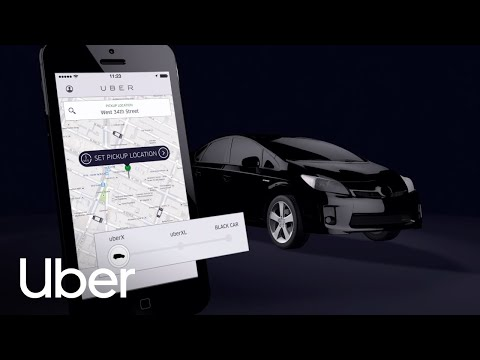 11:23
UBER
PICKUP LOCATION
West 34th Street
SET PICKUP LOCATION
uberX
uberXL
BLACK CAR
Uber